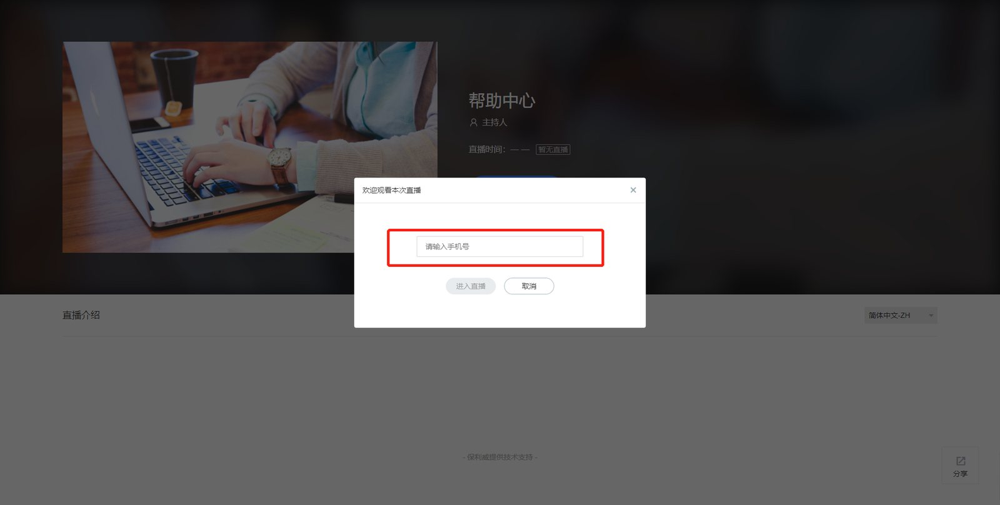 帮助中心
主持人
直播时间：— — 暂无直播
欢迎观看本次直播
请输入手机号
进入直播 取消
直播介绍
简体中文-ZH
- 保利威提供技术支持 -
分享